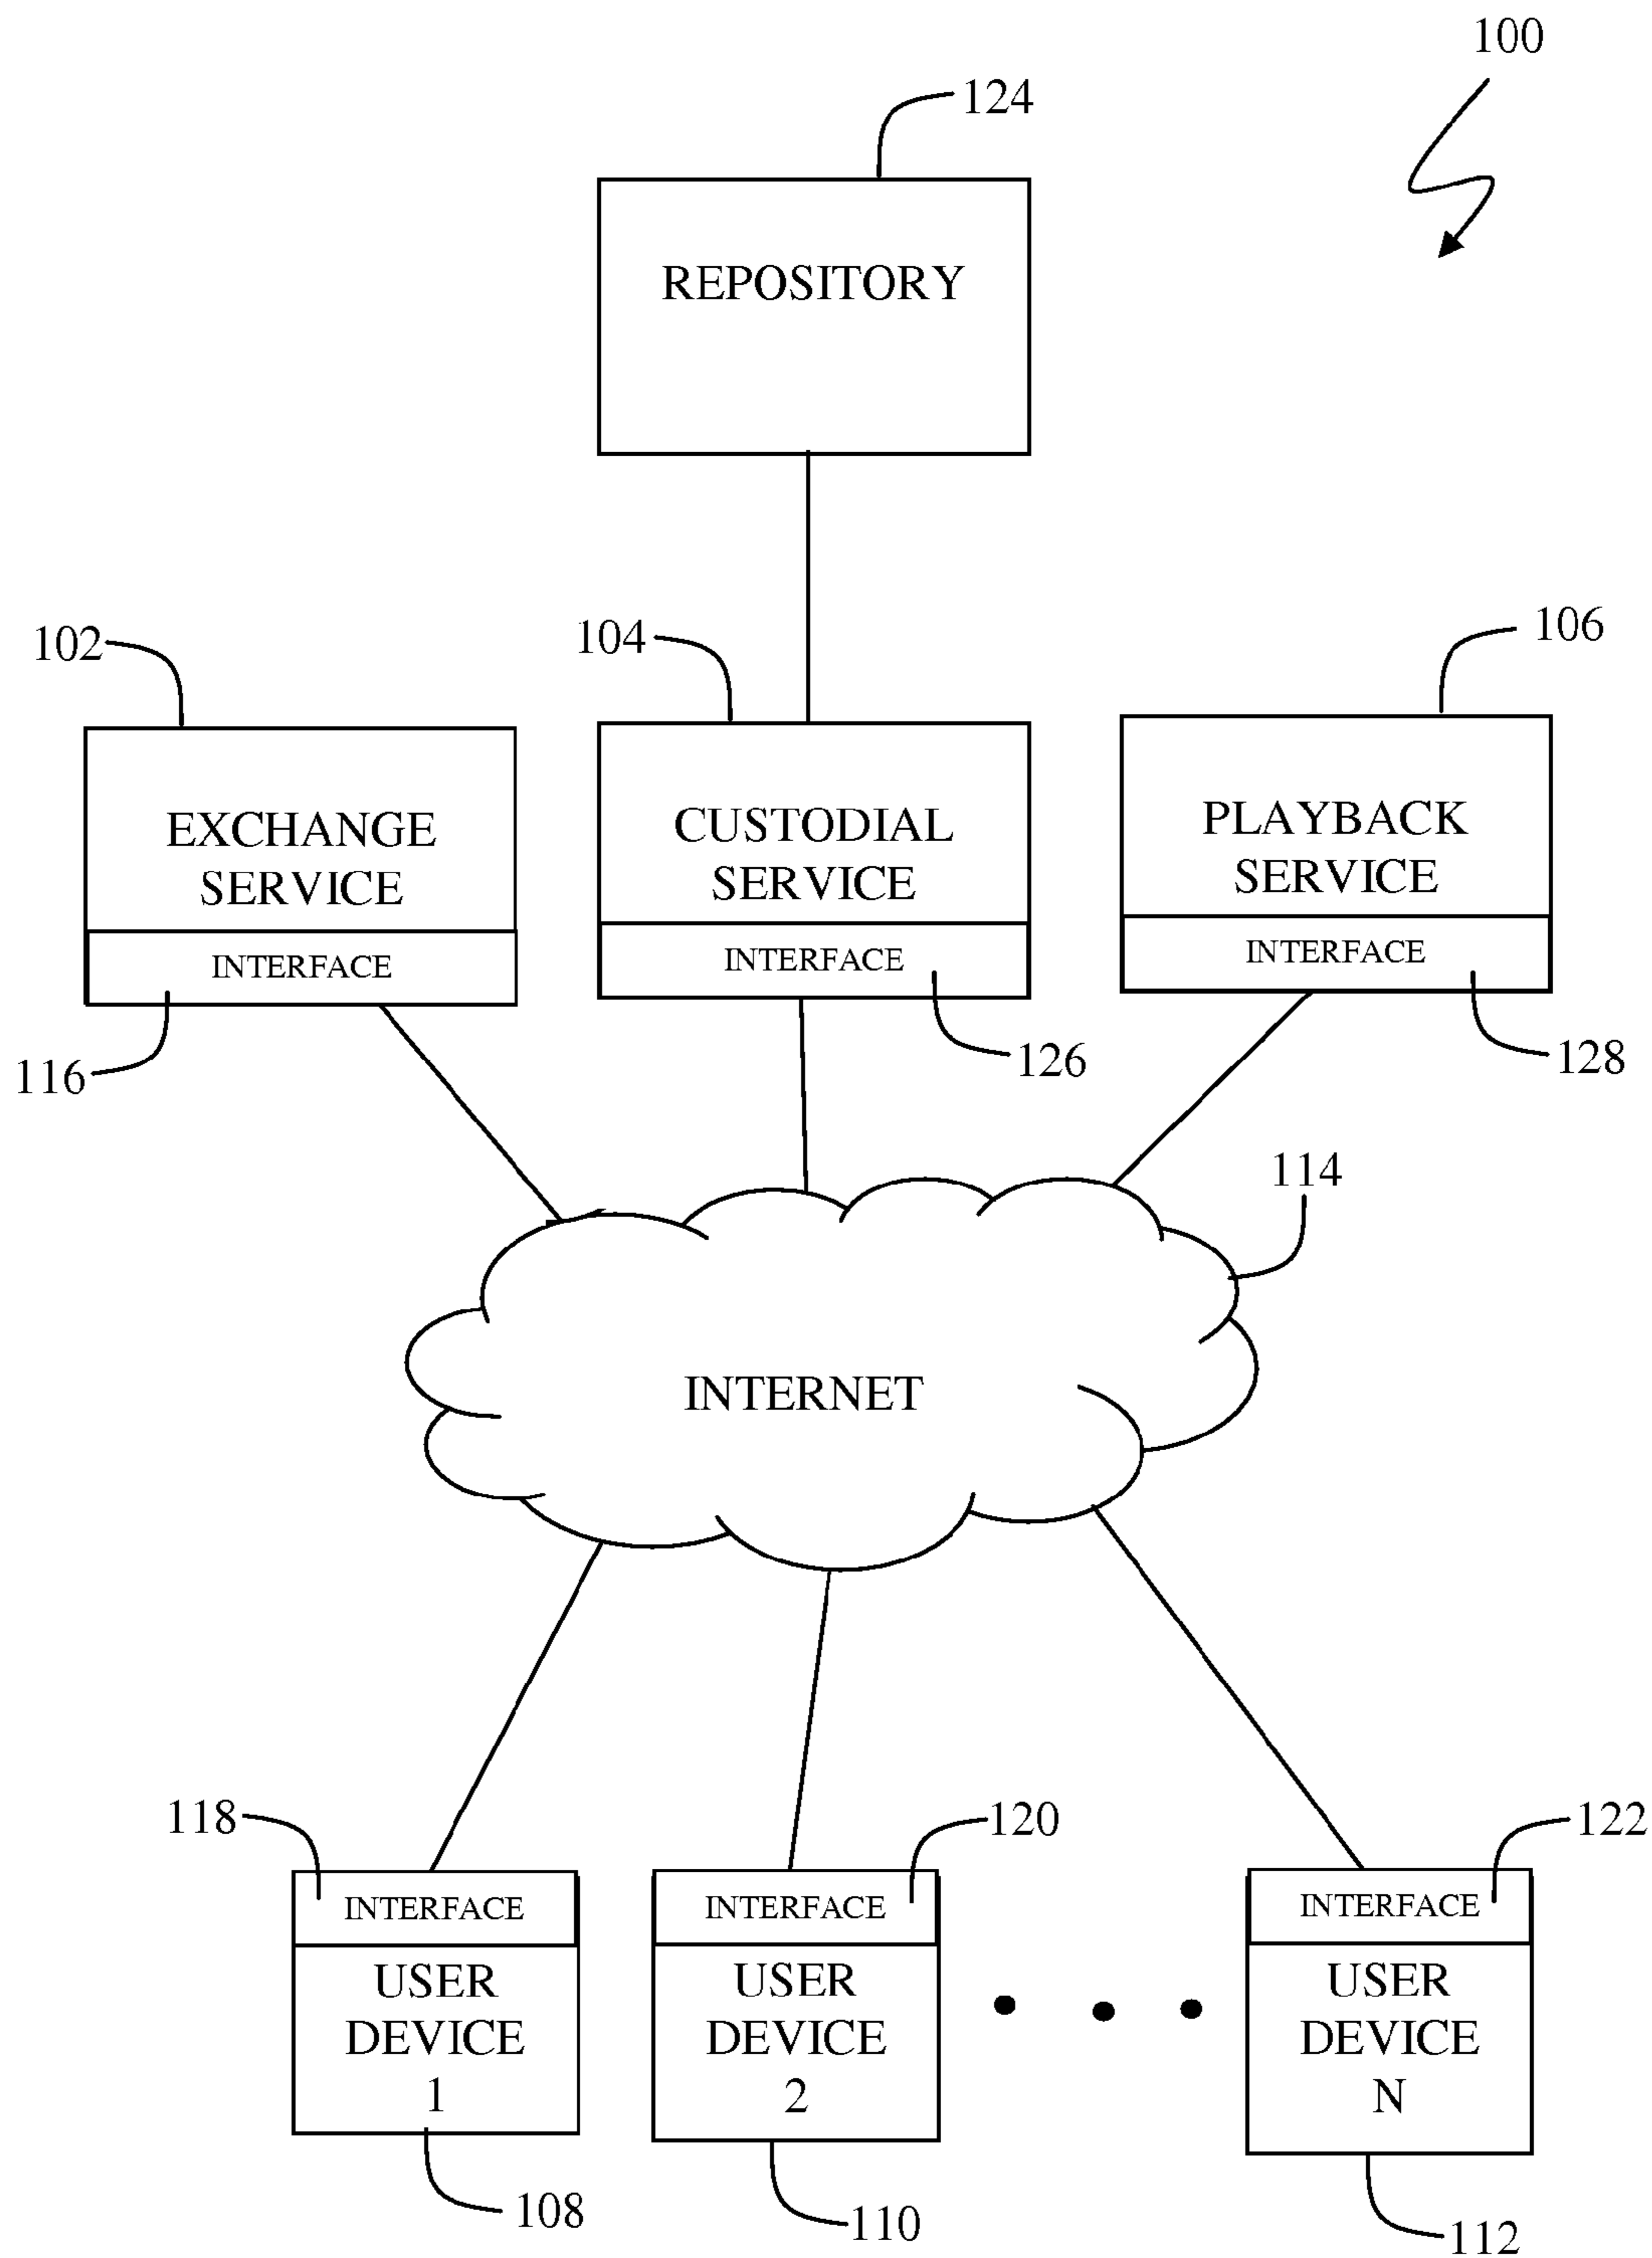 100
124
REPOSITORY
102
104
106
EXCHANGE
SERVICE
INTERFACE
CUSTODIAL
SERVICE
INTERFACE
PLAYBACK
SERVICE
INTERFACE
116
126
128
114
INTERNET
118
120
122
INTERFACE
USER
DEVICE
1
INTERFACE
USER
DEVICE
2
INTERFACE
USER
DEVICE
N
108
110
112